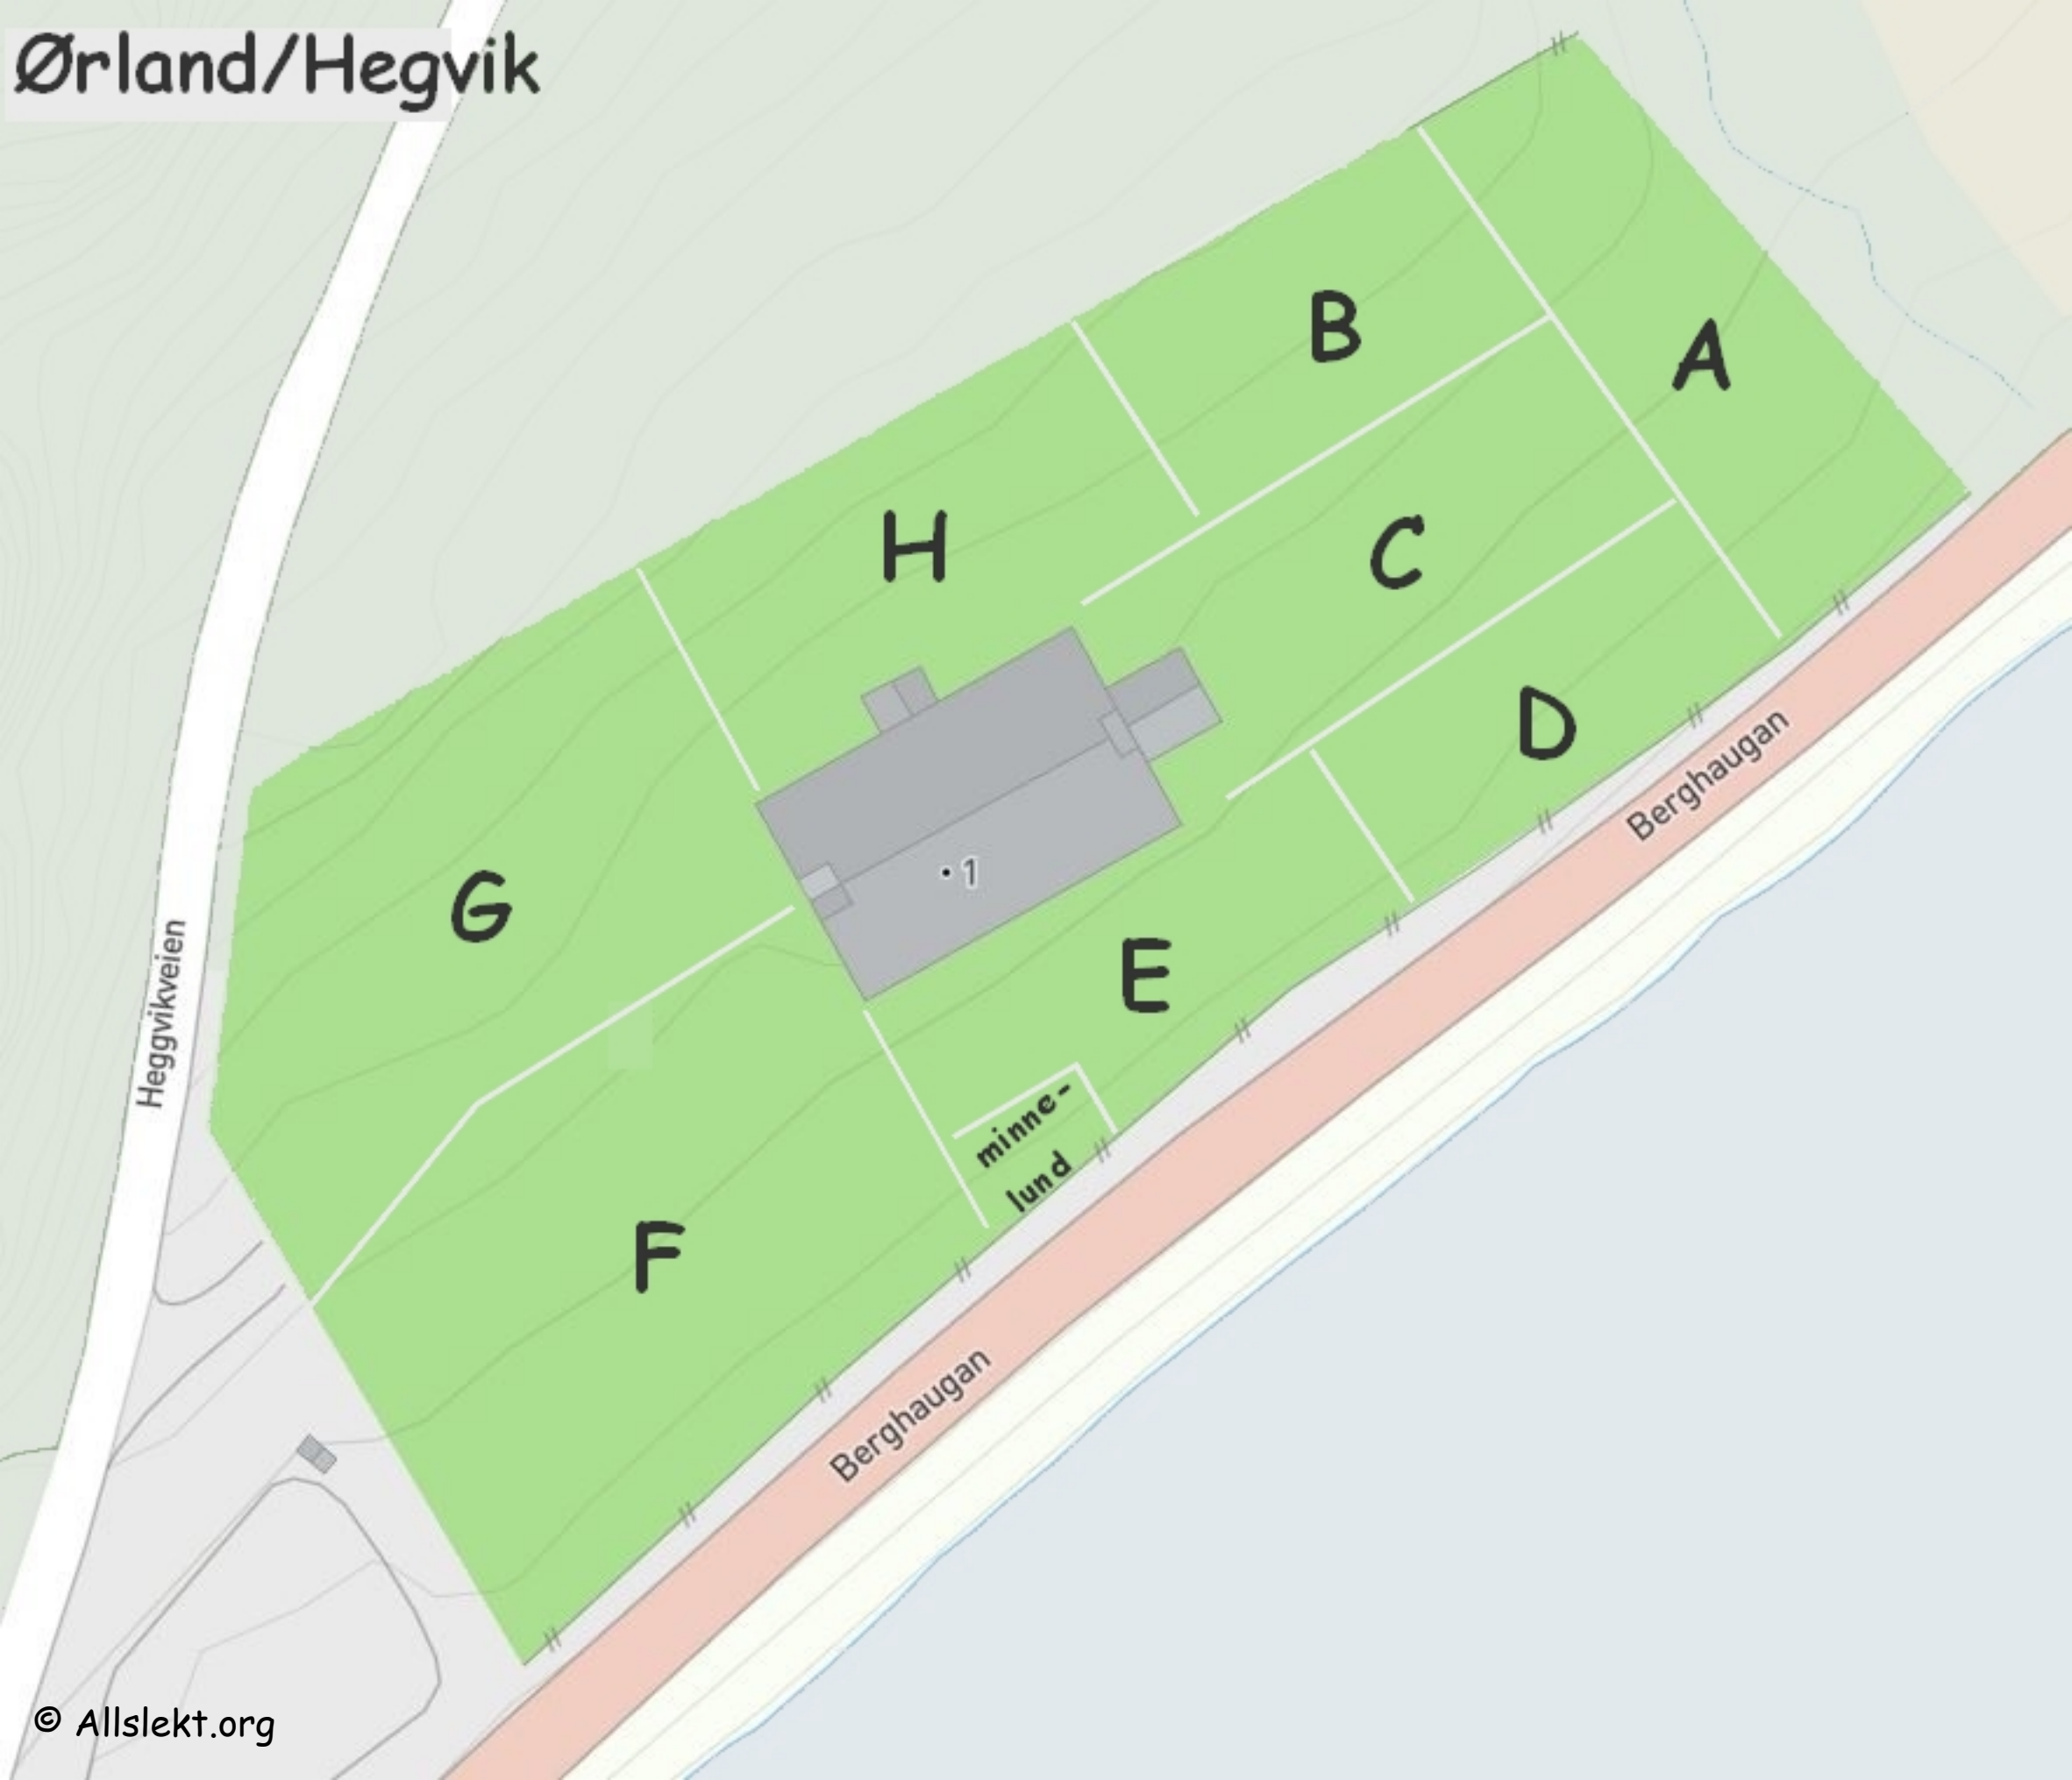 Ørland/Hegvik
B
A
H
C
D
G
1
E
Berghaugan
Heggvikveien
minne-
lund
F
Berghaugan
© Allslekt.org